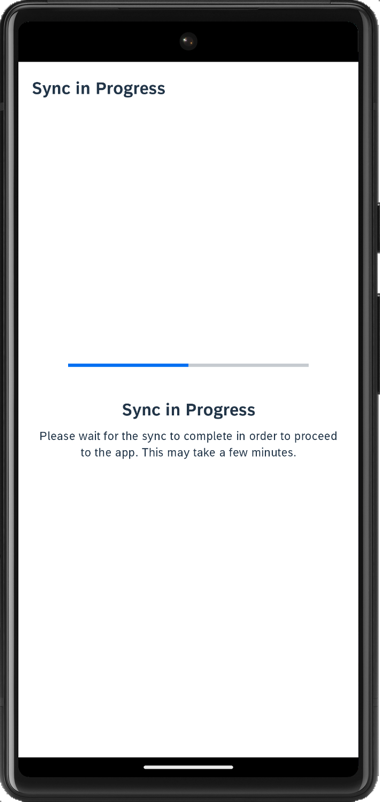 Sync in Progress
Sync in Progress
Please wait for the sync to complete in order to proceed
to the app. This may take a few minutes.